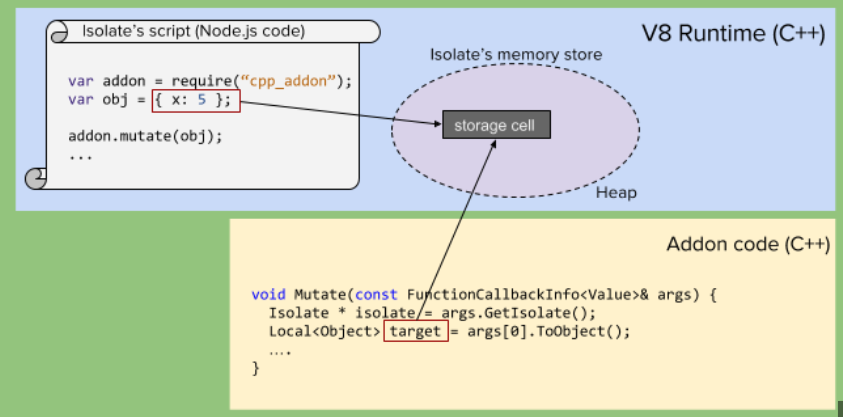 Isolate's script (Node.js code)
var addon = require(“cpp_addon”);
var obj = { x: 5 };
addon.mutate(obj);
...
V8 Runtime (C++)
Isolate's memory store
storage cell
Heap
Addon code (C++)
void Mutate(const FunctionCallbackInfo<Value>& args) {
Isolate * isolate = args.GetIsolate();
Local<Object> target = args[0].ToObject();
….
}